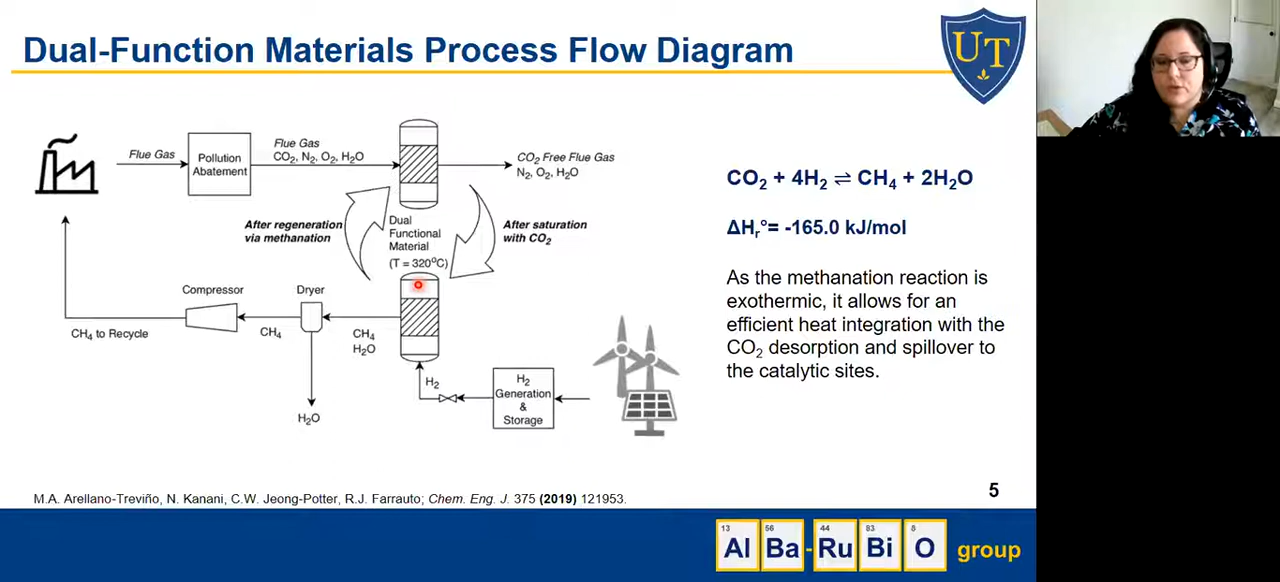 Dual-Function Materials Process Flow Diagram
UT
Flue Gas
Pollution
Abatement
Flue Gas
CO₂, N₂, O₂, H₂O
CO₂ Free Flue Gas
N₂, O₂, H₂O
After regeneration
via methanation
Dual
Functional
Material
(T = 320⁰C)
After saturation
with CO₂
Compressor
Dryer
CH₄ to Recycle
CH₄
CH₄
H₂O
H₂O
H₂
H₂
Generation
&
Storage
CO₂ + 4H₂ ⇌ CH₄ + 2H₂O
ΔHᵣ°= -165.0 kJ/mol
As the methanation reaction is
exothermic, it allows for an
efficient heat integration with the
CO₂ desorption and spillover to
the catalytic sites.
M.A. Arellano-Treviño, N. Kanani, C.W. Jeong-Potter, R.J. Farrauto; Chem. Eng. J. 375 (2019) 121953.
5
13 56 44 83 8
Al Ba-Ru Bi O group